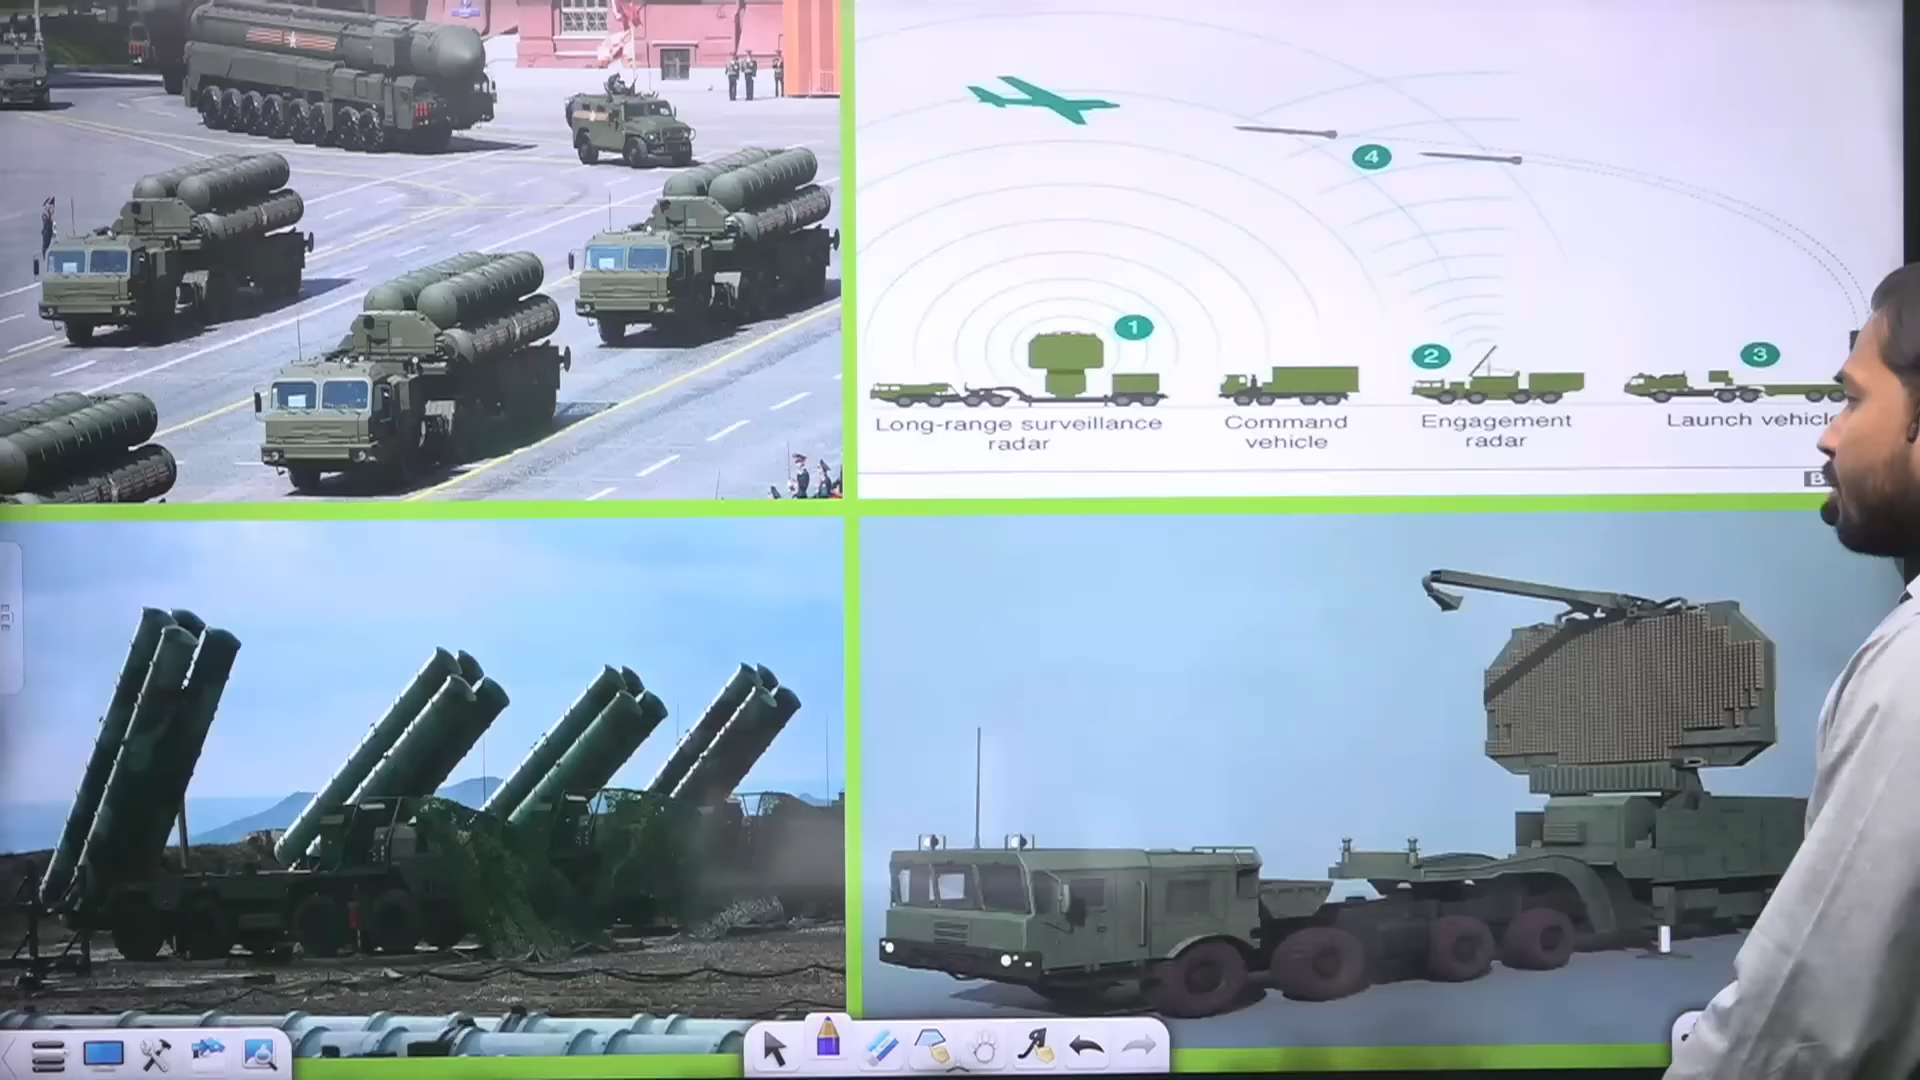 4
1
2
3
Long-range surveillance
radar
Command
vehicle
Engagement
radar
Launch vehicle
B